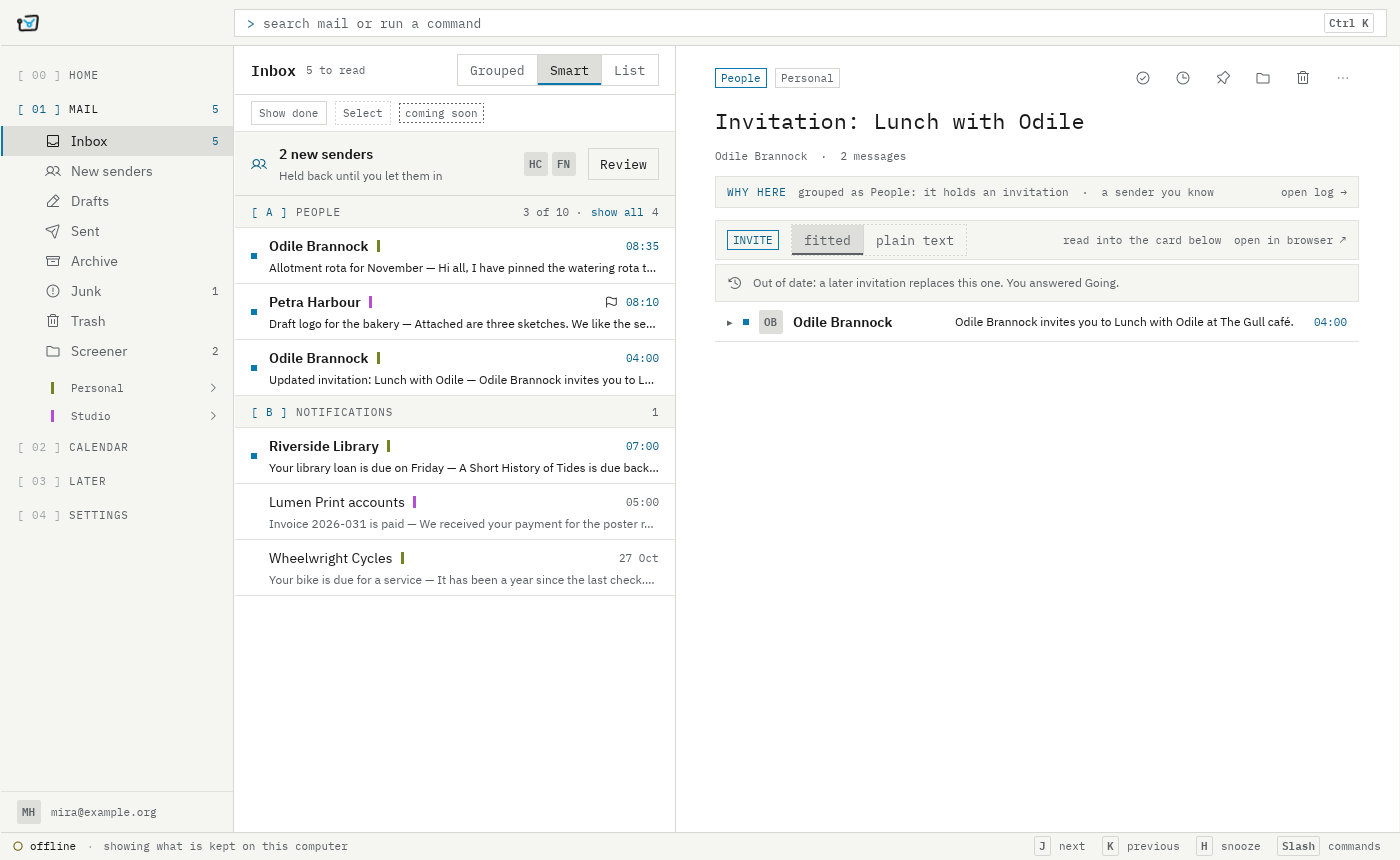 > search mail or run a command Ctrl K
[ 00 ] HOME
[ 01 ] MAIL 5
Inbox 5
New senders
Drafts
Sent
Archive
Junk 1
Trash
Screener 2
Personal
Studio
[ 02 ] CALENDAR
[ 03 ] LATER
[ 04 ] SETTINGS
MH mira@example.org
Inbox 5 to read Grouped Smart List
Show done Select coming soon
2 new senders
Held back until you let them in
HC FN Review
[ A ] PEOPLE 3 of 10 · show all 4
Odile Brannock 08:35
Allotment rota for November — Hi all, I have pinned the watering rota t…
Petra Harbour 08:10
Draft logo for the bakery — Attached are three sketches. We like the se…
Odile Brannock 04:00
Updated invitation: Lunch with Odile — Odile Brannock invites you to L…
[ B ] NOTIFICATIONS 1
Riverside Library 07:00
Your library loan is due on Friday — A Short History of Tides is due back…
Lumen Print accounts 05:00
Invoice 2026-031 is paid — We received your payment for the poster r…
Wheelwright Cycles 27 Oct
Your bike is due for a service — It has been a year since the last check.…
People Personal
Invitation: Lunch with Odile
Odile Brannock · 2 messages
WHY HERE grouped as People: it holds an invitation · a sender you know open log →
INVITE fitted plain text read into the card below open in browser ↗
Out of date: a later invitation replaces this one. You answered Going.
▸ OB Odile Brannock Odile Brannock invites you to Lunch with Odile at The Gull café. 04:00
offline · showing what is kept on this computer
J next K previous H snooze Slash commands